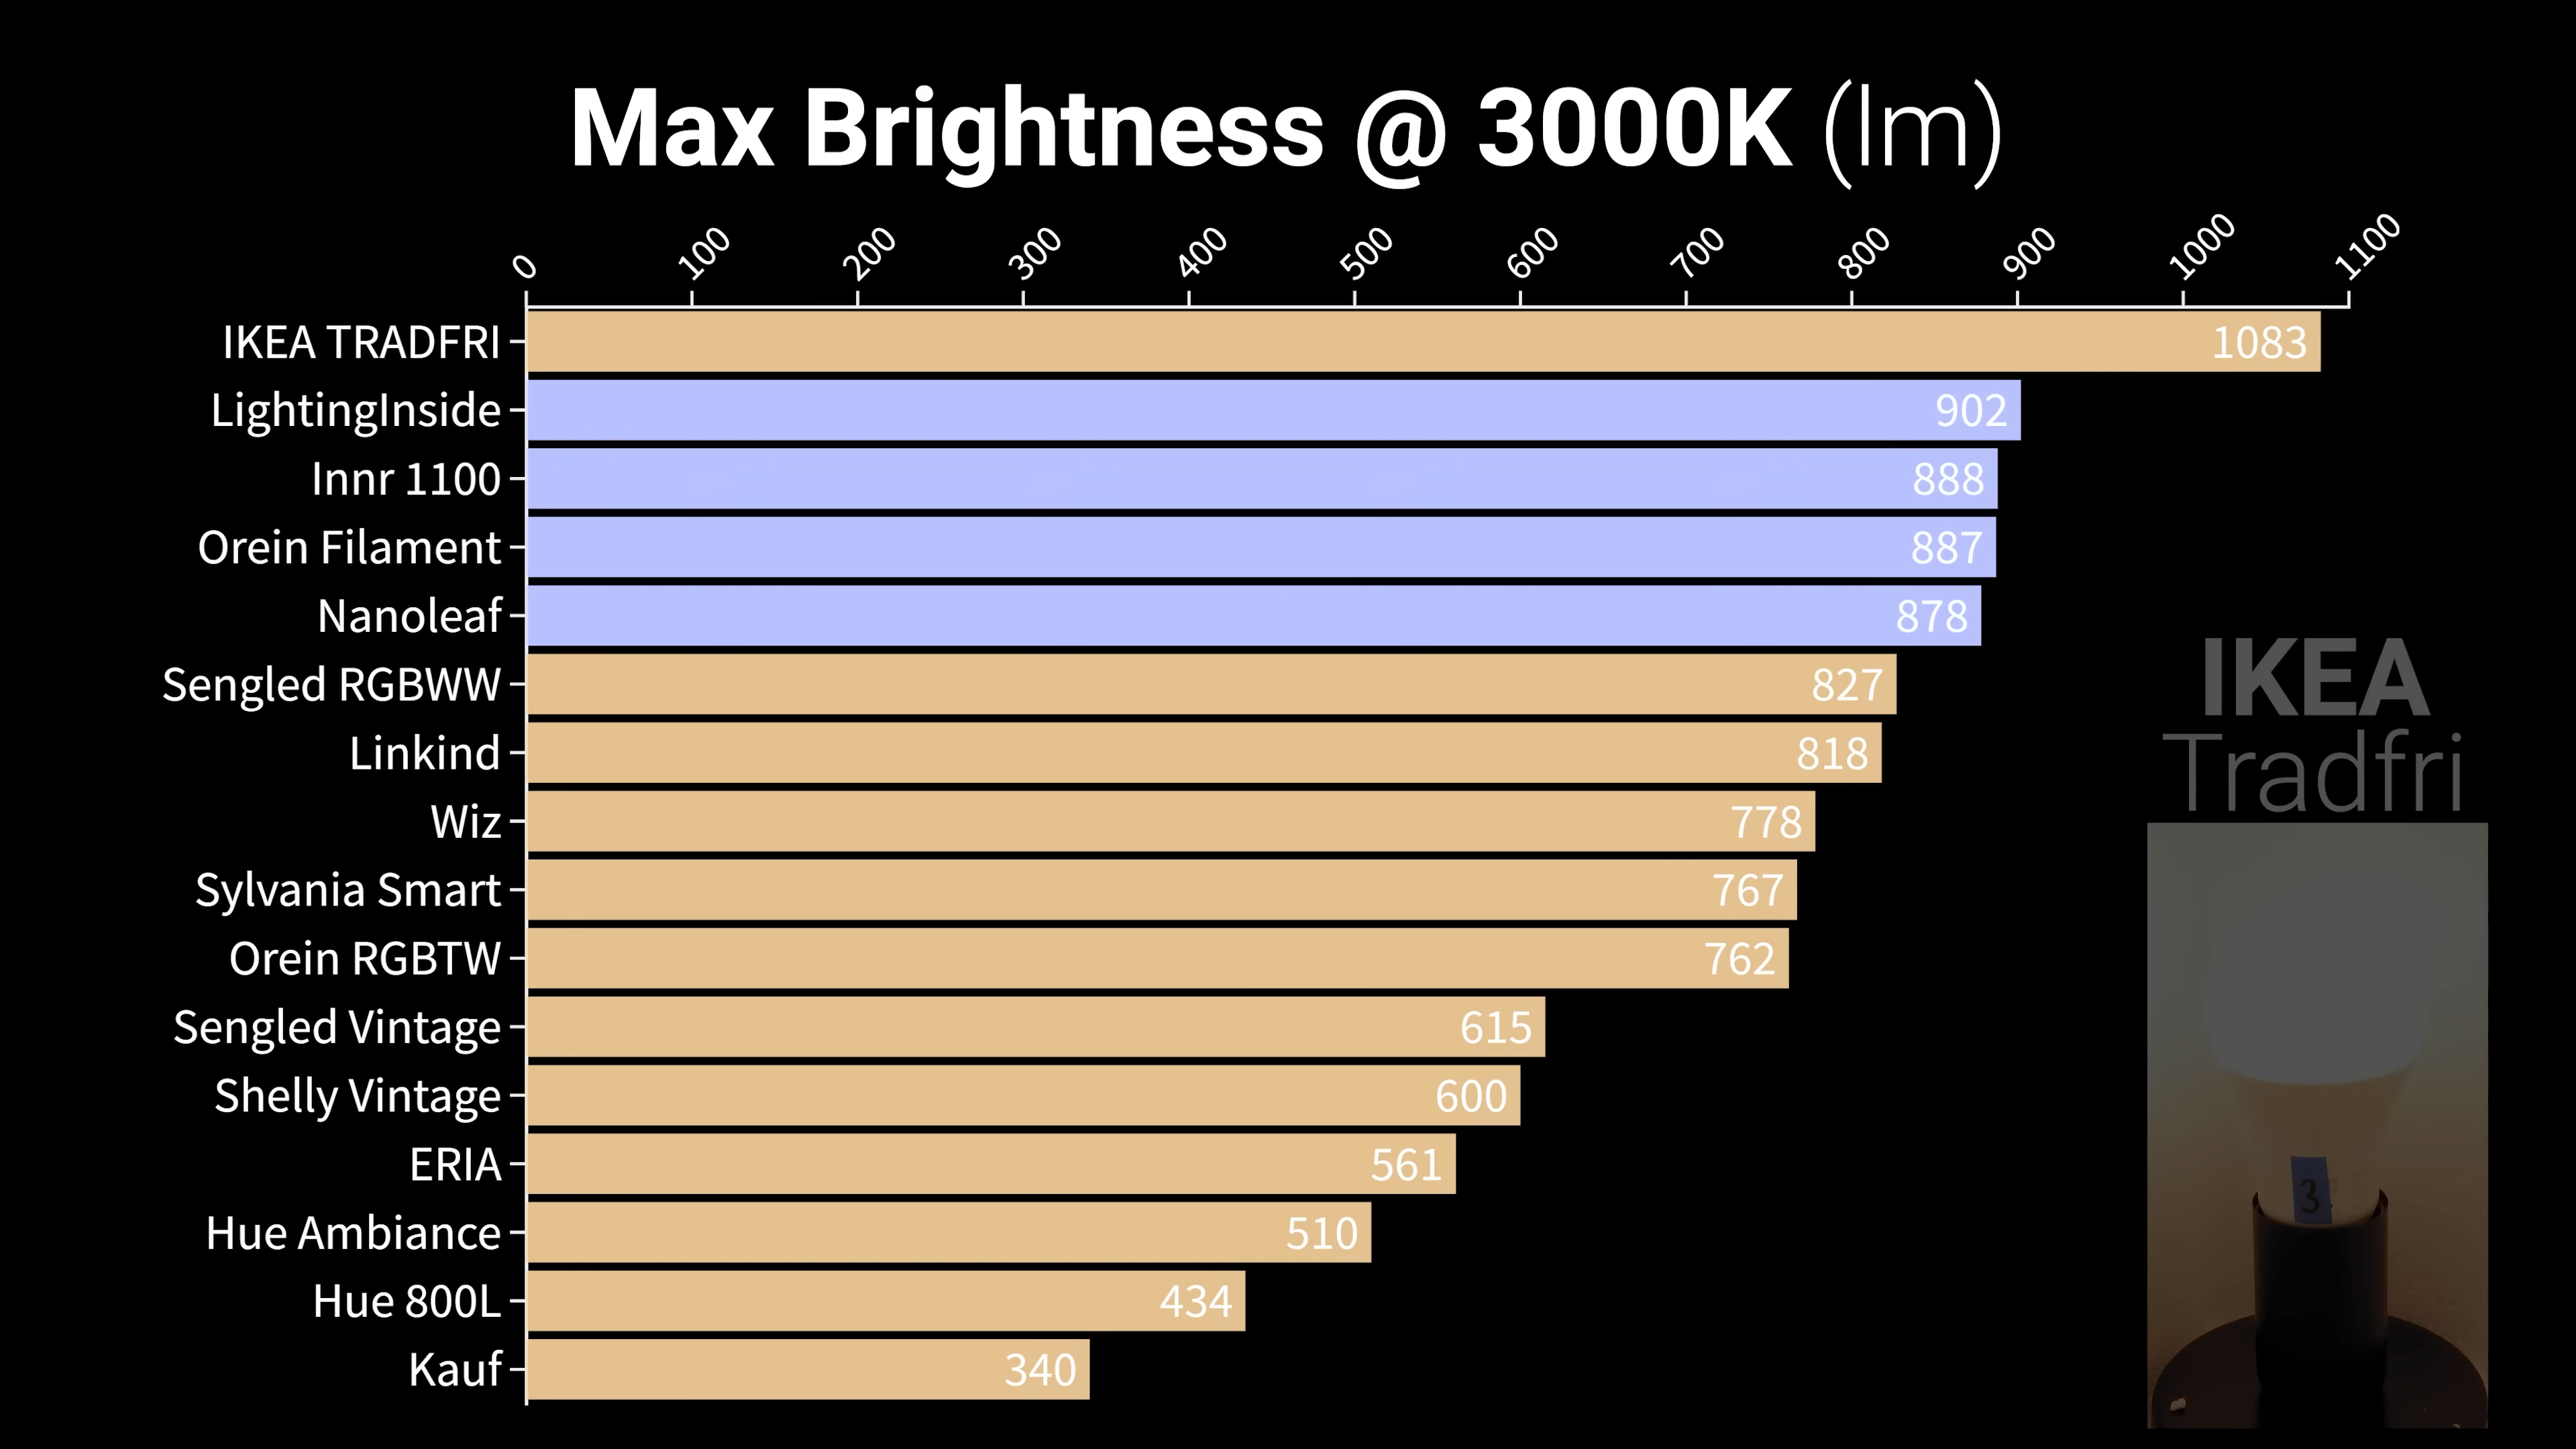 Max Brightness @ 3000K (lm)
0 100 200 300 400 500 600 700 800 900 1000 1100
IKEA TRADFRI 1083
LightingInside 902
Innr 1100 888
Orein Filament 887
Nanoleaf 878
Sengled RGBWW 827
Linkind 818
Wiz 778
Sylvania Smart 767
Orein RGBTW 762
Sengled Vintage 615
Shelly Vintage 600
ERIA 561
Hue Ambiance 510
Hue 800L 434
Kauf 340
IKEA
Tradfri
3